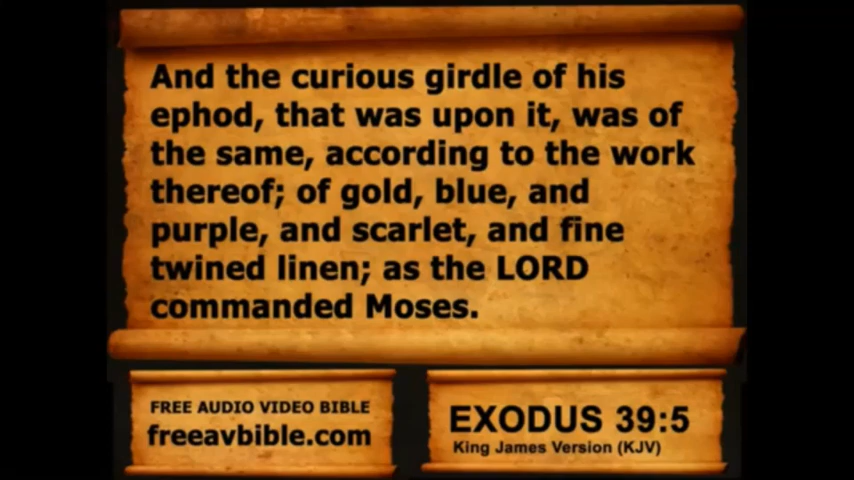 And the curious girdle of his
ephod, that was upon it, was of
the same, according to the work
thereof; of gold, blue, and
purple, and scarlet, and fine
twined linen; as the LORD
commanded Moses.
FREE AUDIO VIDEO BIBLE
freeavbible.com
EXODUS 39:5
King James Version (KJV)